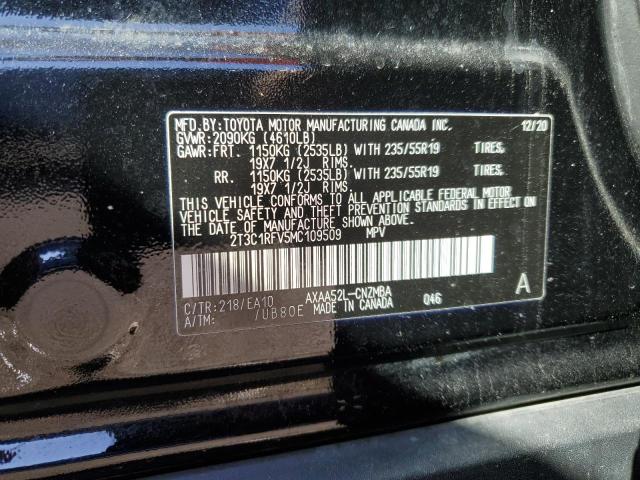 MFD.BY:TOYOTA MOTOR MANUFACTURING CANADA INC. 12/20
GVWR:2090KG (4610LB)
GAWR:FRT. 1150KG (2535LB) WITH 235/55R19 TIRES,
19X7 1/2J RIMS.
RR. 1150KG (2535LB) WITH 235/55R19 TIRES,
19X7 1/2J RIMS.
THIS VEHICLE CONFORMS TO ALL APPLICABLE FEDERAL MOTOR
VEHICLE SAFETY AND THEFT PREVENTION STANDARDS IN EFFECT ON
THE DATE OF MANUFACTURE SHOWN ABOVE.
2T3C1RFV5MC109509 MPV
C/TR:218/EA10 AXAA52L-CNZMBA Q46 A
A/TM: /UB80E MADE IN CANADA